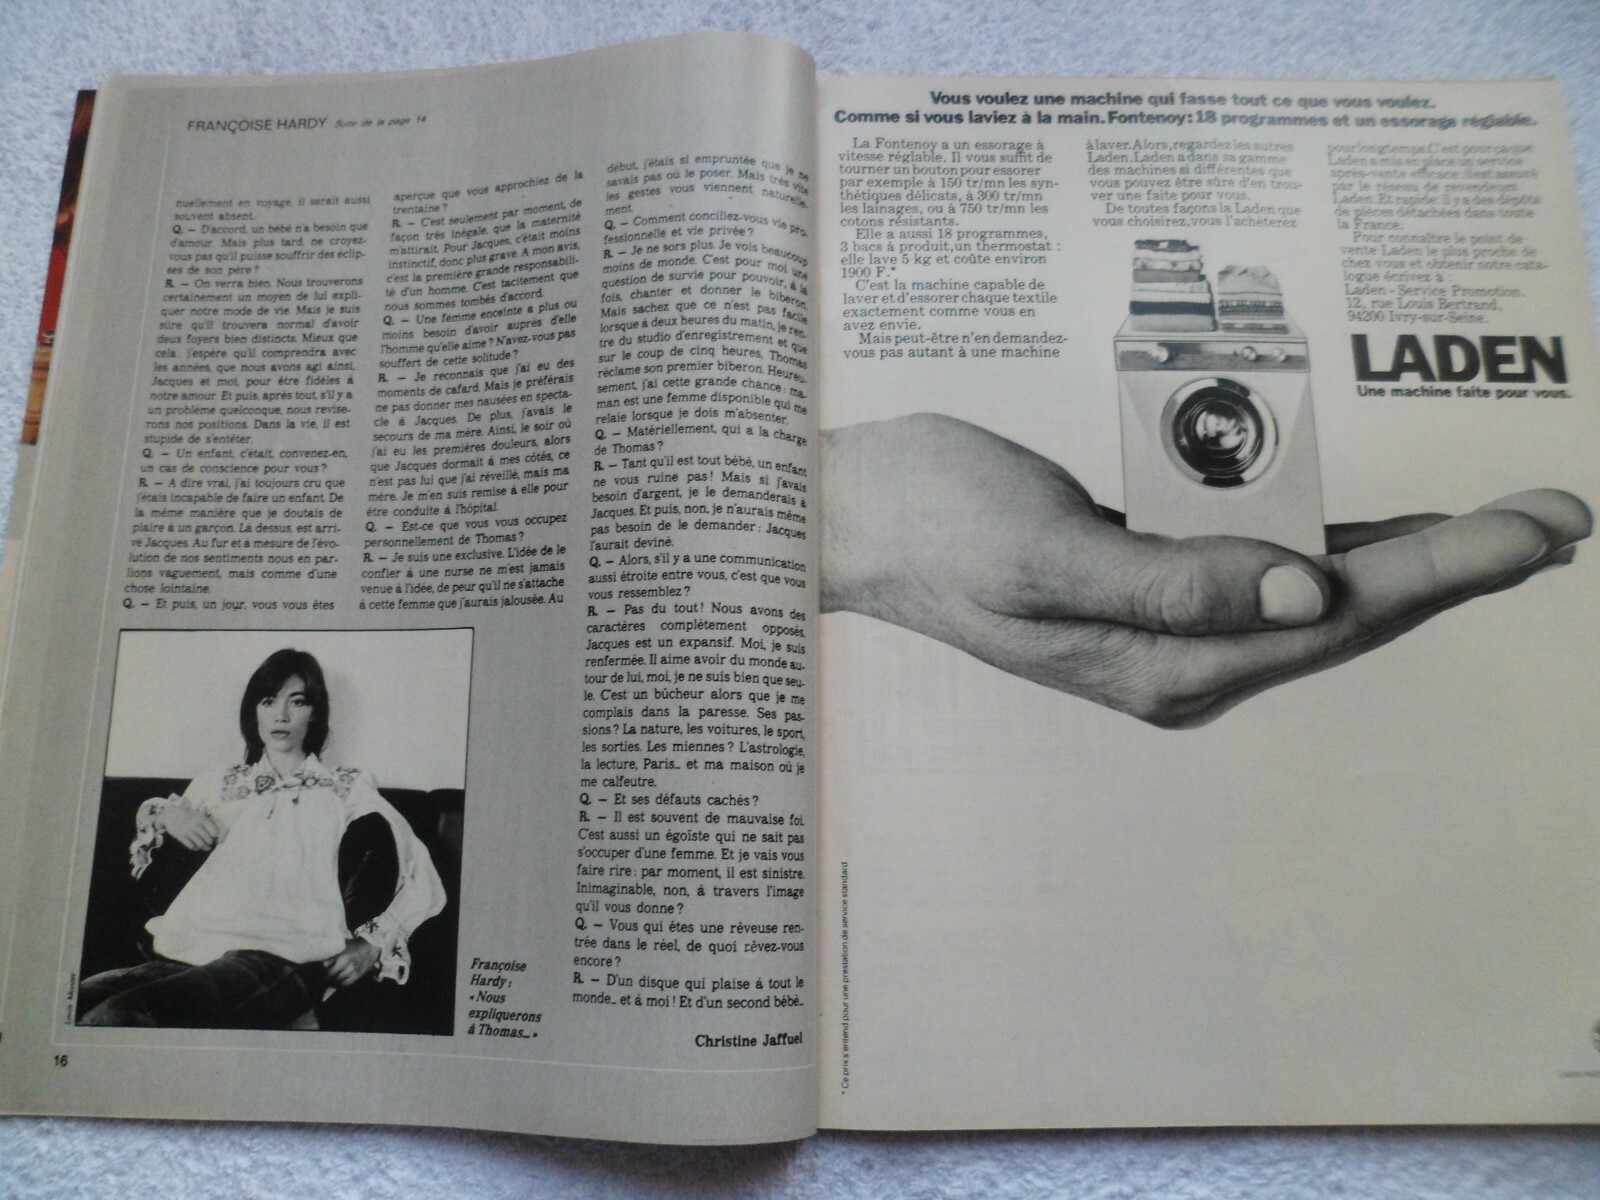 FRANÇOISE HARDY Suite de la page 14
nuellement en voyage, il serait aussi
souvent absent.
Q. – D'accord, un bébé n'a besoin que
d'amour. Mais plus tard, ne croyez-
vous pas qu'il puisse souffrir des éclip-
ses de son père ?
R. – On verra bien. Nous trouverons
certainement un moyen de lui expli-
quer notre mode de vie. Mais je suis
sûre qu'il trouvera normal d'avoir
deux foyers bien distincts. Mieux que
cela : j'espère qu'il comprendra avec
les années, que nous avons agi ainsi,
Jacques et moi, pour être fidèles à
notre amour. Et puis, après tout, s'il y a
un problème quelconque, nous revise-
rons nos positions. Dans la vie, il est
stupide de s'entêter.
Q. – Un enfant, c'était, convenez-en,
un cas de conscience pour vous ?
R. – A dire vrai, j'ai toujours cru que
j'étais incapable de faire un enfant. De
la même manière que je doutais de
plaire à un garçon. Là dessus, est arri-
vé Jacques. Au fur et à mesure de l'évo-
lution de nos sentiments nous en par-
lions vaguement, mais comme d'une
chose lointaine.
Q. – Et puis, un jour, vous vous êtes
aperçue que vous approchiez de la
trentaine ?
R. – C'est seulement par moment, de
façon très inégale, que la maternité
m'attirait. Pour Jacques, c'était moins
instinctif, donc plus grave. A mon avis,
c'est la première grande responsabili-
té d'un homme. C'est tacitement que
nous sommes tombés d'accord.
Q. – Une femme enceinte a plus ou
moins besoin d'avoir auprès d'elle
l'homme qu'elle aime ? N'avez-vous pas
souffert de cette solitude ?
R. – Je reconnais que j'ai eu des
moments de cafard. Mais je préférais
ne pas donner mes nausées en specta-
cle à Jacques. De plus, j'avais le
secours de ma mère. Ainsi, le soir où
j'ai eu les premières douleurs, alors
que Jacques dormait à mes côtés, ce
n'est pas lui que j'ai réveillé, mais ma
mère. Je m'en suis remise à elle pour
être conduite à l'hôpital.
Q. – Est-ce que vous vous occupez
personnellement de Thomas ?
R. – Je suis une exclusive. L'idée de le
confier à une nurse ne m'est jamais
venue à l'idée, de peur qu'il ne s'attache
à cette femme que j'aurais jalousée. Au
début, j'étais si empruntée que je ne
savais pas où le poser. Mais très vite
les gestes vous viennent naturelle-
ment.
Q. – Comment conciliez-vous vie pro-
fessionnelle et vie privée ?
R. – Je ne sors plus. Je vois beaucoup
moins de monde. C'est pour moi une
question de survie pour pouvoir, à la
fois, chanter et donner le biberon.
Mais sachez que ce n'est pas facile
lorsque à deux heures du matin, je ren-
tre du studio d'enregistrement et que
sur le coup de cinq heures, Thomas
réclame son premier biberon. Heureu-
sement, j'ai cette grande chance : ma-
man est une femme disponible qui me
relaie lorsque je dois m'absenter.
Q. – Matériellement, qui a la charge
de Thomas ?
R. – Tant qu'il est tout bébé, un enfant
ne vous ruine pas ! Mais si j'avais
besoin d'argent, je le demanderais à
Jacques. Et puis, non, je n'aurais même
pas besoin de le demander : Jacques
l'aurait deviné.
Q. – Alors, s'il y a une communication
aussi étroite entre vous, c'est que vous
vous ressemblez ?
R. – Pas du tout ! Nous avons des
caractères complètement opposés.
Jacques est un expansif. Moi, je suis
renfermée. Il aime avoir du monde au-
tour de lui, moi, je ne suis bien que seu-
le. C'est un bûcheur alors que je me
complais dans la paresse. Ses pas-
sions ? La nature, les voitures, le sport,
les sorties. Les miennes ? L'astrologie,
la lecture, Paris... et ma maison où je
me calfeutre.
Q. – Et ses défauts cachés ?
R. – Il est souvent de mauvaise foi.
C'est aussi un égoïste qui ne sait pas
s'occuper d'une femme. Et je vais vous
faire rire : par moment, il est sinistre.
Inimaginable, non, à travers l'image
qu'il vous donne ?
Q. – Vous qui êtes une rêveuse ren-
trée dans le réel, de quoi rêvez-vous
encore ?
R. – D'un disque qui plaise à tout le
monde... et à moi ! Et d'un second bébé...
Christine Jaffuel
Françoise
Hardy :
« Nous
expliquerons
à Thomas... »
16
Vous voulez une machine qui fasse tout ce que vous voulez.
Comme si vous laviez à la main. Fontenoy : 18 programmes et un essorage réglable.
La Fontenoy a un essorage à
vitesse réglable. Il vous suffit de
tourner un bouton pour essorer
par exemple à 150 tr/mn les syn-
thétiques délicats, à 300 tr/mn
les lainages, ou à 750 tr/mn les
cotons résistants.
Elle a aussi 18 programmes,
3 bacs à produit, un thermostat :
elle lave 5 kg et coûte environ
1900 F.*
C'est la machine capable de
laver et d'essorer chaque textile
exactement comme vous en
avez envie.
Mais peut-être n'en demandez-
vous pas autant à une machine
à laver. Alors, regardez les autres
Laden. Laden a dans sa gamme
des machines si différentes que
vous pouvez être sûre d'en trou-
ver une faite pour vous.
De toutes façons la Laden que
vous choisirez, vous l'achèterez
pour longtemps. C'est pour ça que
Laden a mis en place un service
après-vente efficace : il est assuré
par le réseau de revendeurs
Laden. Et rapide : il y a des dépôts
de pièces détachées dans toute
la France.
Pour connaître le point de
vente Laden le plus proche de
chez vous et obtenir notre cata-
logue écrivez à :
Laden - Service Promotion.
12, rue Louis Bertrand,
94200 Ivry-sur-Seine.
LADEN
Une machine faite pour vous.
* Ce prix s'entend pour une prestation de service standard